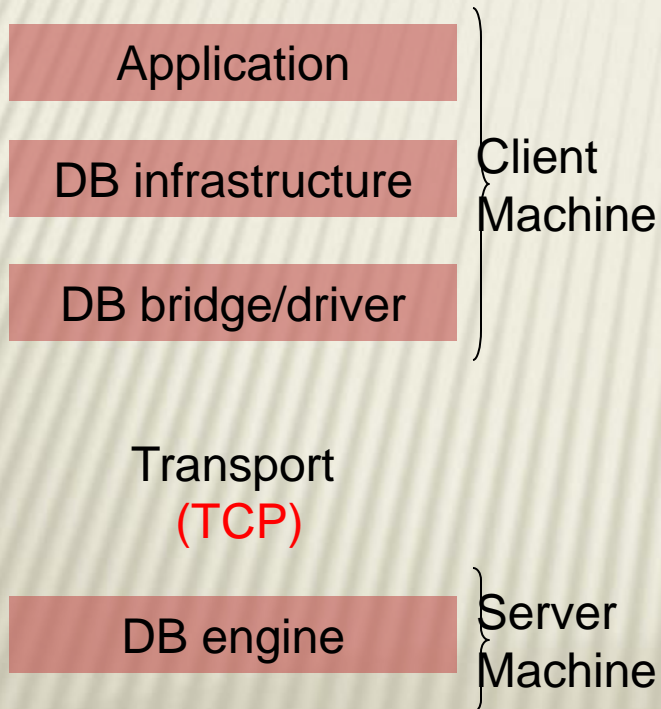 Application
DB infrastructure
Client
Machine
DB bridge/driver
Transport
(TCP)
DB engine
Server
Machine